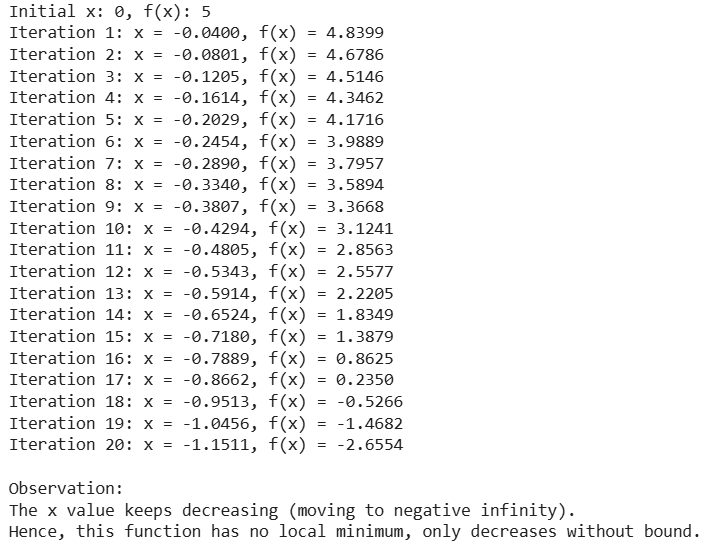 Initial x: 0, f(x): 5
Iteration 1: x = -0.0400, f(x) = 4.8399
Iteration 2: x = -0.0801, f(x) = 4.6786
Iteration 3: x = -0.1205, f(x) = 4.5146
Iteration 4: x = -0.1614, f(x) = 4.3462
Iteration 5: x = -0.2029, f(x) = 4.1716
Iteration 6: x = -0.2454, f(x) = 3.9889
Iteration 7: x = -0.2890, f(x) = 3.7957
Iteration 8: x = -0.3340, f(x) = 3.5894
Iteration 9: x = -0.3807, f(x) = 3.3668
Iteration 10: x = -0.4294, f(x) = 3.1241
Iteration 11: x = -0.4805, f(x) = 2.8563
Iteration 12: x = -0.5343, f(x) = 2.5577
Iteration 13: x = -0.5914, f(x) = 2.2205
Iteration 14: x = -0.6524, f(x) = 1.8349
Iteration 15: x = -0.7180, f(x) = 1.3879
Iteration 16: x = -0.7889, f(x) = 0.8625
Iteration 17: x = -0.8662, f(x) = 0.2350
Iteration 18: x = -0.9513, f(x) = -0.5266
Iteration 19: x = -1.0456, f(x) = -1.4682
Iteration 20: x = -1.1511, f(x) = -2.6554
Observation:
The x value keeps decreasing (moving to negative infinity).
Hence, this function has no local minimum, only decreases without bound.